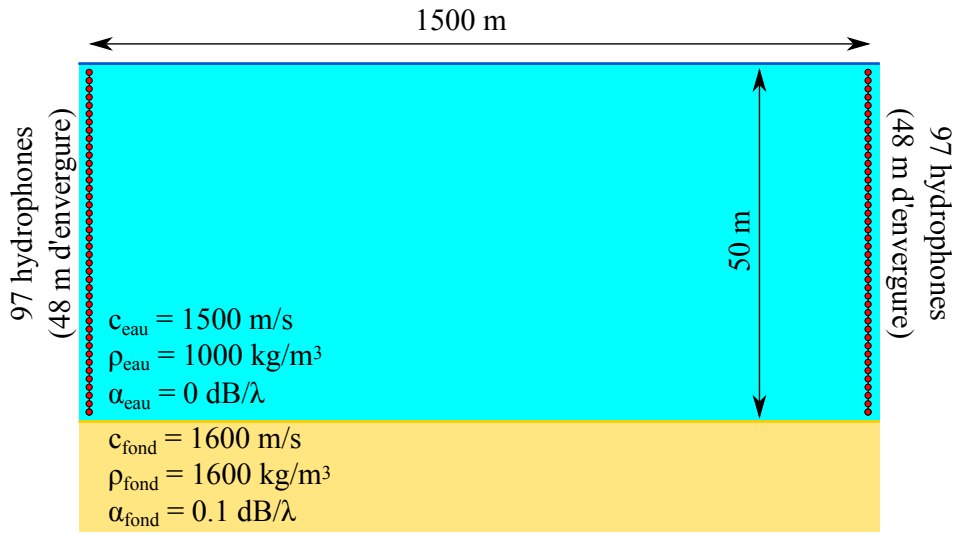 1500 m
97 hydrophones
(48 m d'envergure)
50 m
97 hydrophones
(48 m d'envergure)
c_eau = 1500 m/s
ρ_eau = 1000 kg/m³
α_eau = 0 dB/λ
c_fond = 1600 m/s
ρ_fond = 1600 kg/m³
α_fond = 0.1 dB/λ